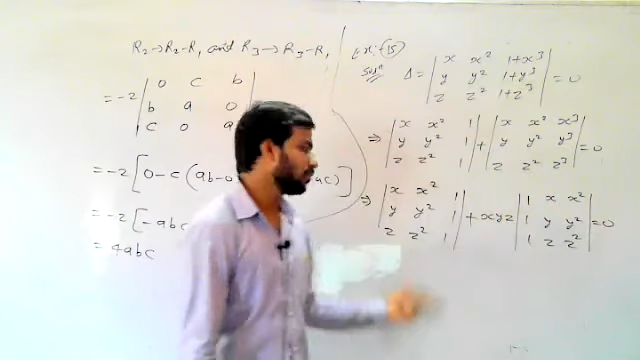 R₂→R₂-R₁ and R₃→R₃-R₁
= -2 | 0 c b |
| b a 0 |
| c 0 a
= -2 [ 0-c (ab-0 ac) ]
= -2 [ -abc
= 4abc
Ex:-15
Solⁿ Δ = | x x² 1+x³ |
| y y² 1+y³ | = 0
| z z² 1+z³ |
⇒ | x x² 1 | + | x x² x³ |
| y y² 1 | | y y² y³ | = 0
| z z² 1 | | z z² z³ |
⇒ | x x² 1 | + xyz | 1 x x² |
| y y² 1 | | 1 y y² | = 0
| z z² 1 | | 1 z z² |